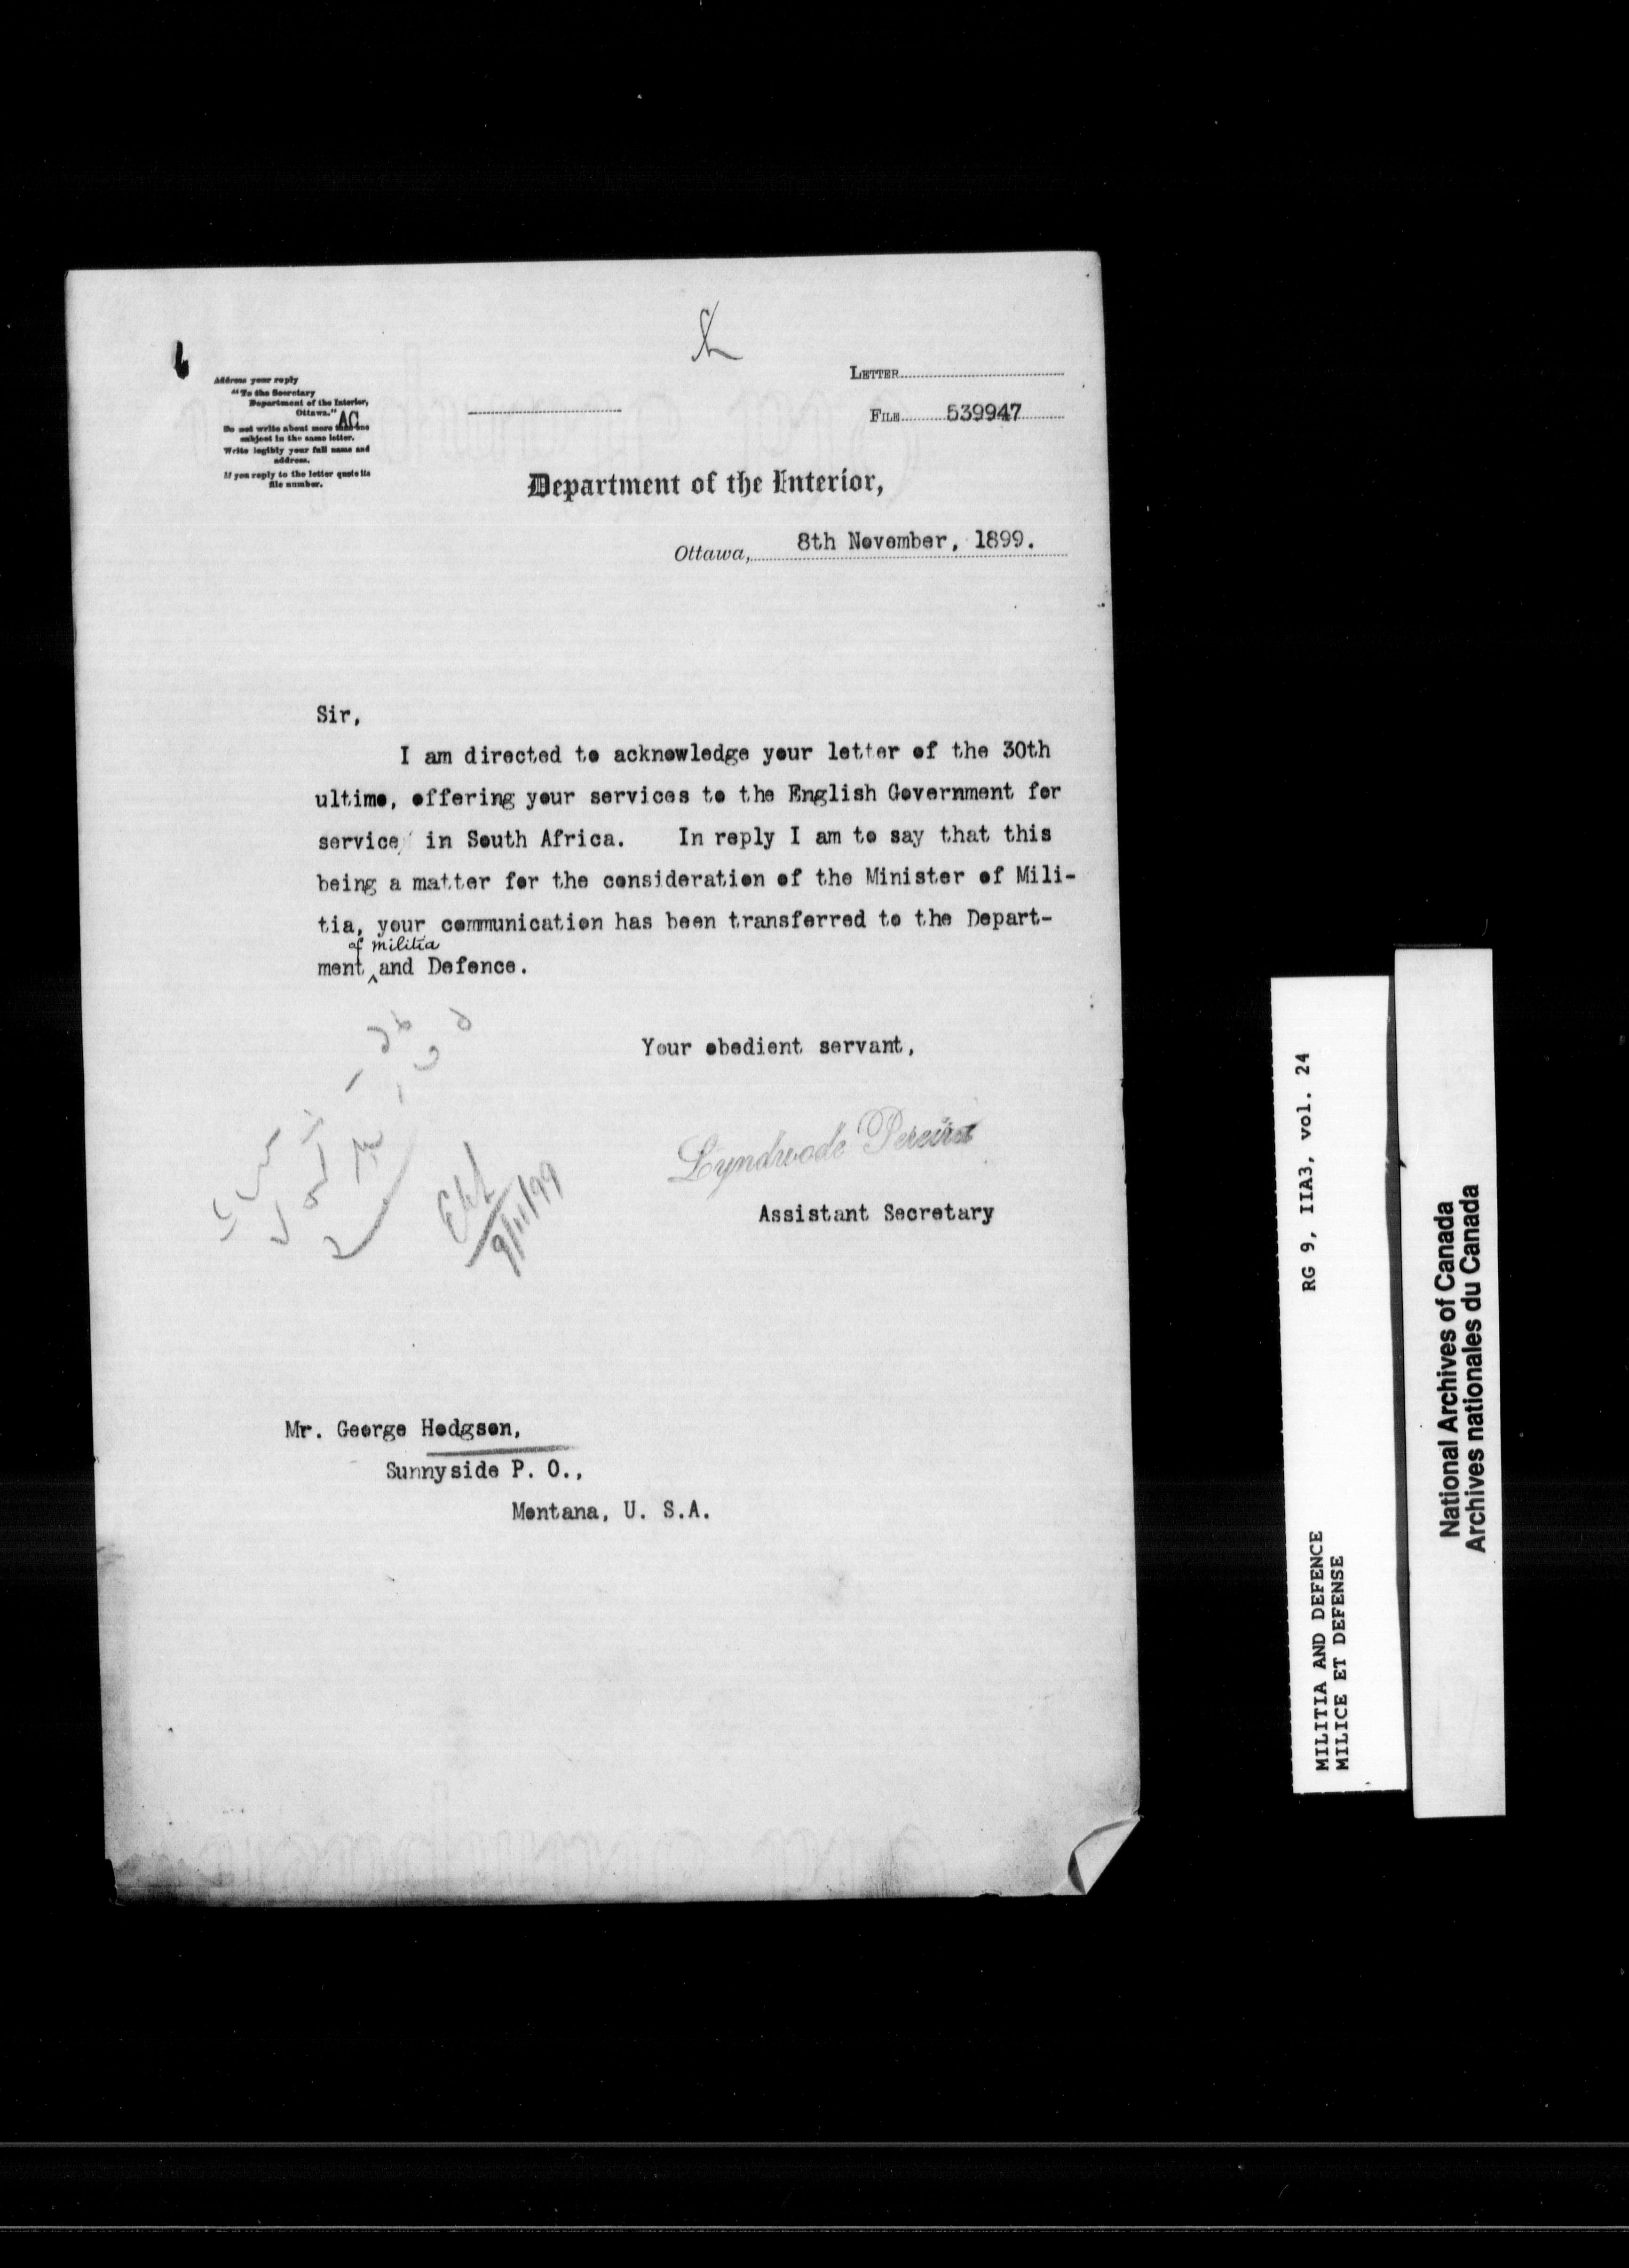 Address your reply
"To the Secretary
Department of the Interior,
Ottawa."
AC
Do not write about more than one
subject in the same letter.
Write legibly your full name and
address.
If you reply to the letter quote its
file number.
LETTER
FILE 539947
Department of the Interior,
Ottawa, 8th November, 1899.
Sir,
I am directed to acknowledge your letter of the 30th
ultimo, offering your services to the English Government for
service in South Africa. In reply I am to say that this
being a matter for the consideration of the Minister of Mili-
tia, your communication has been transferred to the Depart-
of militia
ment ^ and Defence.
Your obedient servant,
Lyndwode Pereira
Assistant Secretary
9/11/99
Mr. George Hodgson,
Sunnyside P. O.,
Montana, U. S.A.
MILITIA AND DEFENCE RG 9, IIA3, vol. 24
MILICE ET DEFENSE
National Archives of Canada
Archives nationales du Canada